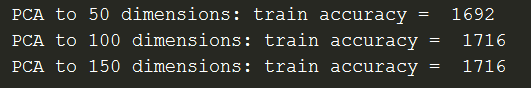 PCA to 50 dimensions: train accuracy =  1692
PCA to 100 dimensions: train accuracy =  1716
PCA to 150 dimensions: train accuracy =  1716